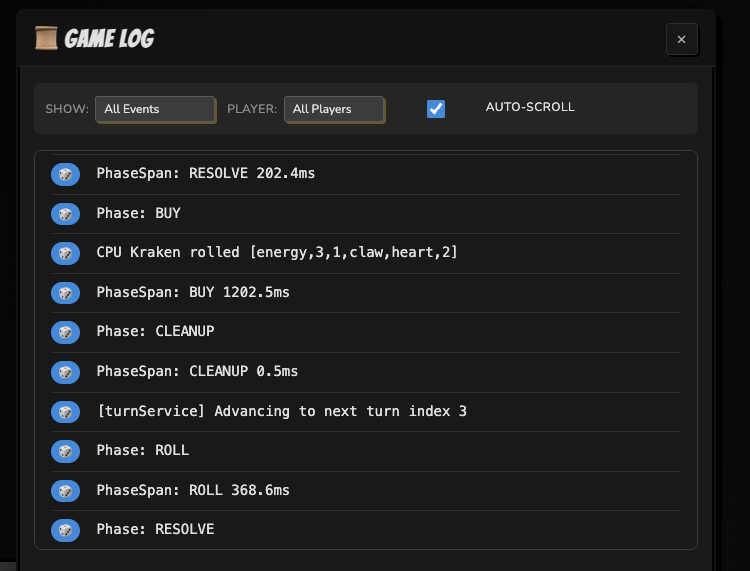 GAME LOG
×
SHOW: All Events PLAYER: All Players AUTO-SCROLL
PhaseSpan: RESOLVE 202.4ms
Phase: BUY
CPU Kraken rolled [energy,3,1,claw,heart,2]
PhaseSpan: BUY 1202.5ms
Phase: CLEANUP
PhaseSpan: CLEANUP 0.5ms
[turnService] Advancing to next turn index 3
Phase: ROLL
PhaseSpan: ROLL 368.6ms
Phase: RESOLVE